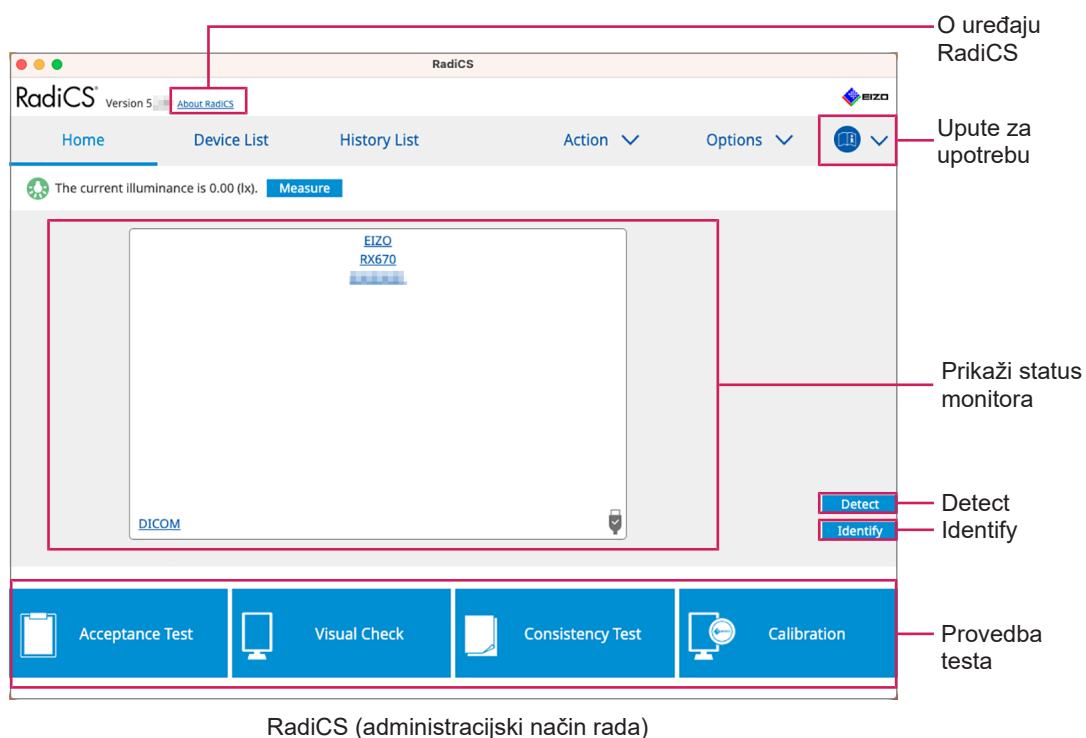 O uređaju
RadiCS
RadiCS
RadiCS Version 5. About RadiCS
EIZO
Home Device List History List Action Options
Upute za
upotrebu
The current illuminance is 0.00 (lx). Measure
EIZO
RX670
Prikaži status
monitora
DICOM
Detect
Identify
Detect
Identify
Acceptance Test Visual Check Consistency Test Calibration
Provedba
testa
RadiCS (administracijski način rada)